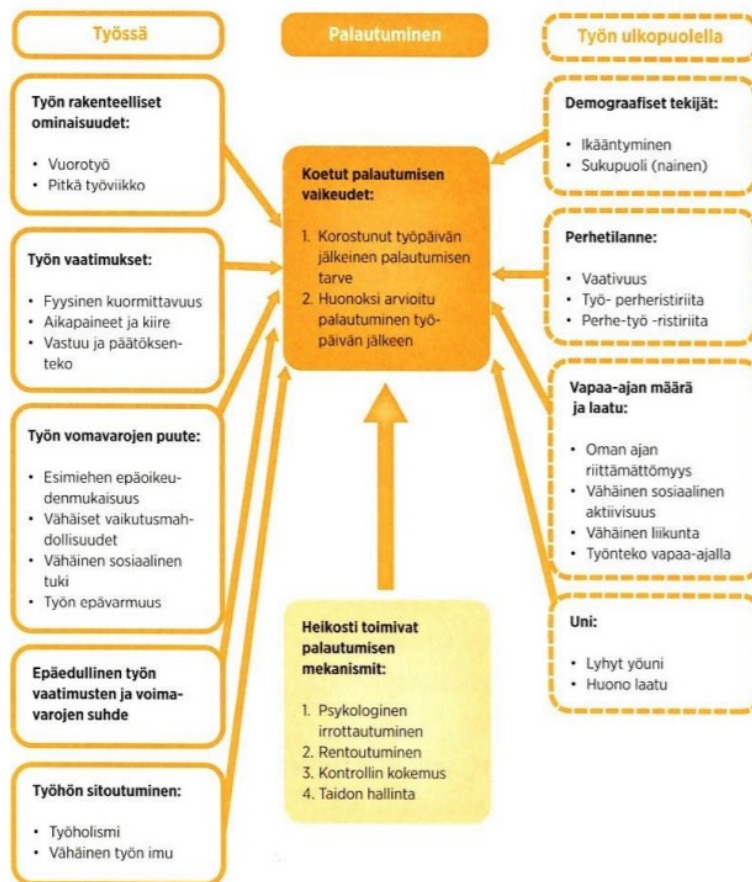 Työssä
Työn rakenteelliset
ominaisuudet:
• Vuorotyö
• Pitkä työviikko
Työn vaatimukset:
• Fyysinen kuormittavuus
• Aikapaineet ja kiire
• Vastuu ja päätöksen-
teko
Työn vomavarojen puute:
• Esimiehen epäoikeu-
denmukaisuus
• Vähäiset vaikutusmah-
dollisuudet
• Vähäinen sosiaalinen
tuki
• Työn epävarmuus
Epäedullinen työn
vaatimusten ja voima-
varojen suhde
Työhön sitoutuminen:
• Työholismi
• Vähäinen työn imu
Palautuminen
Koetut palautumisen
vaikeudet:
1. Korostunut työpäivän
jälkeinen palautumisen
tarve
2. Huonoksi arvioitu
palautuminen työ-
päivän jälkeen
Heikosti toimivat
palautumisen
mekanismit:
1. Psykologinen
irrottautuminen
2. Rentoutuminen
3. Kontrollin kokemus
4. Taidon hallinta
Työn ulkopuolella
Demograafiset tekijät:
• Ikääntyminen
• Sukupuoli (nainen)
Perhetilanne:
• Vaativuus
• Työ- perheristiriita
• Perhe-työ -ristiriita
Vapaa-ajan määrä
ja laatu:
• Oman ajan
riittämättömyys
• Vähäinen sosiaalinen
aktiivisuus
• Vähäinen liikunta
• Työnteko vapaa-ajalla
Uni:
• Lyhyt yöuni
• Huono laatu